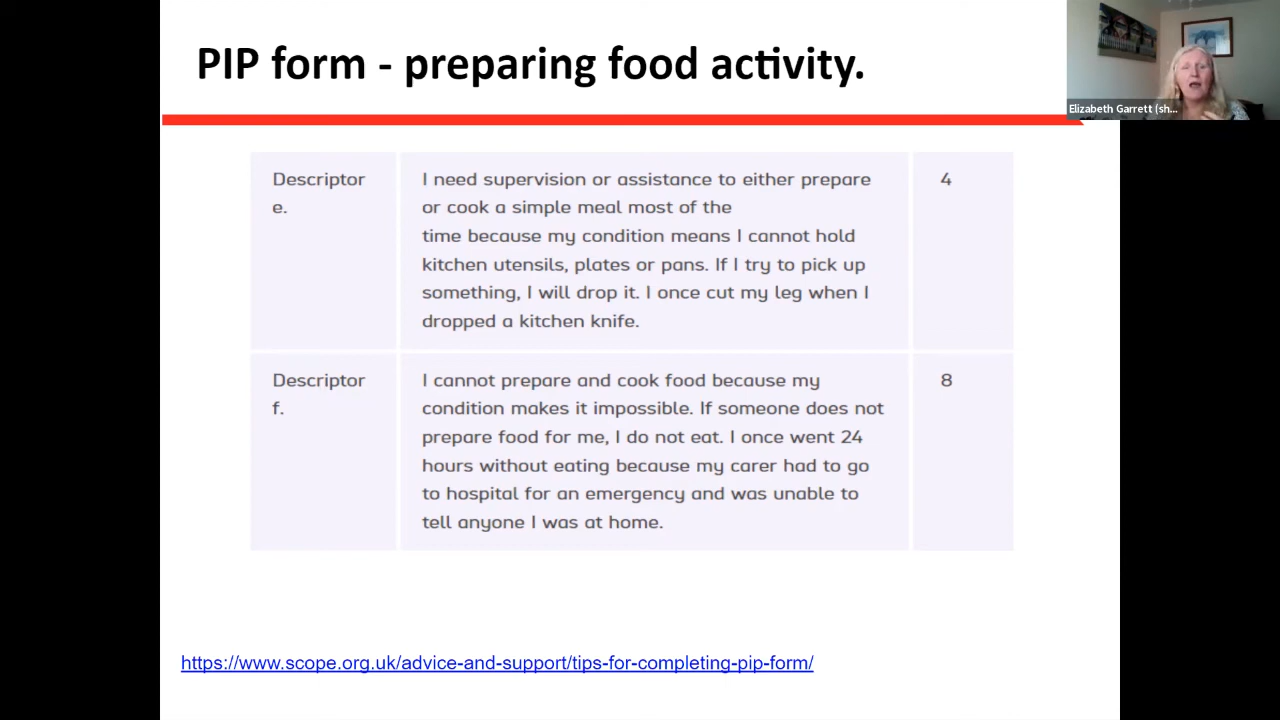 PIP form - preparing food activity.
Elizabeth Garrett (sh...
Descriptor
e.
I need supervision or assistance to either prepare
or cook a simple meal most of the
time because my condition means I cannot hold
kitchen utensils, plates or pans. If I try to pick up
something, I will drop it. I once cut my leg when I
dropped a kitchen knife.
4
Descriptor
f.
I cannot prepare and cook food because my
condition makes it impossible. If someone does not
prepare food for me, I do not eat. I once went 24
hours without eating because my carer had to go
to hospital for an emergency and was unable to
tell anyone I was at home.
8
https://www.scope.org.uk/advice-and-support/tips-for-completing-pip-form/